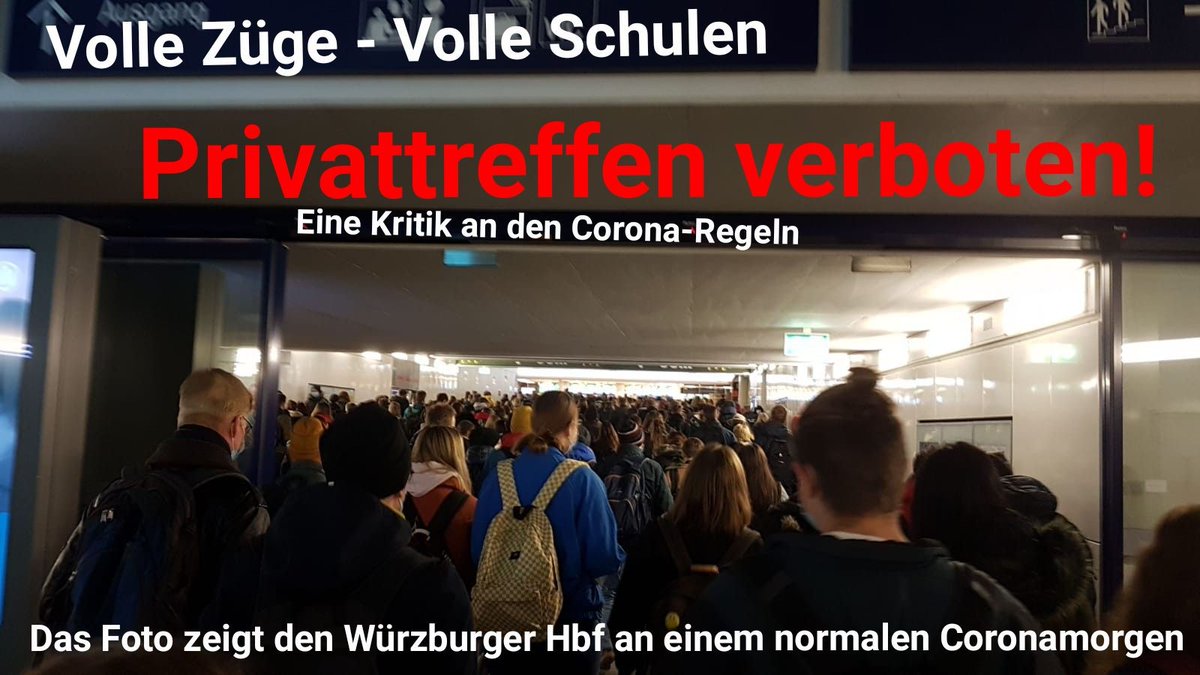 Ausgang
Volle Züge - Volle Schulen
Privattreffen verboten!
Eine Kritik an den Corona-Regeln
Das Foto zeigt den Würzburger Hbf an einem normalen Coronamorgen